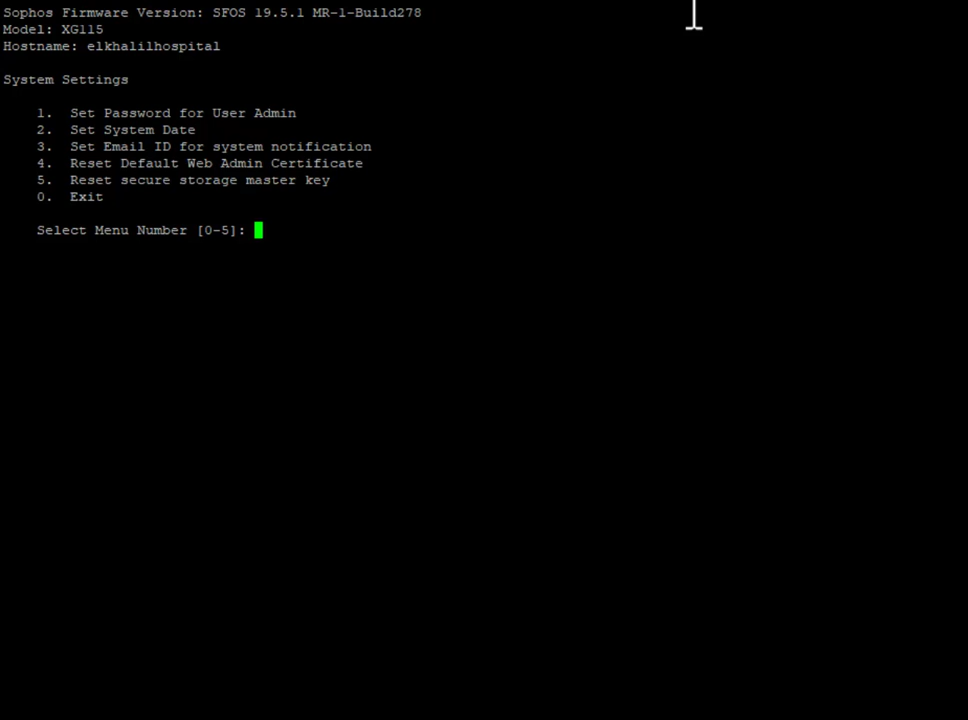 Sophos Firmware Version: SFOS 19.5.1 MR-1-Build278
Model: XG115
Hostname: elkhalilhospital
System Settings
1. Set Password for User Admin
2. Set System Date
3. Set Email ID for system notification
4. Reset Default Web Admin Certificate
5. Reset secure storage master key
0. Exit
Select Menu Number [0-5]: